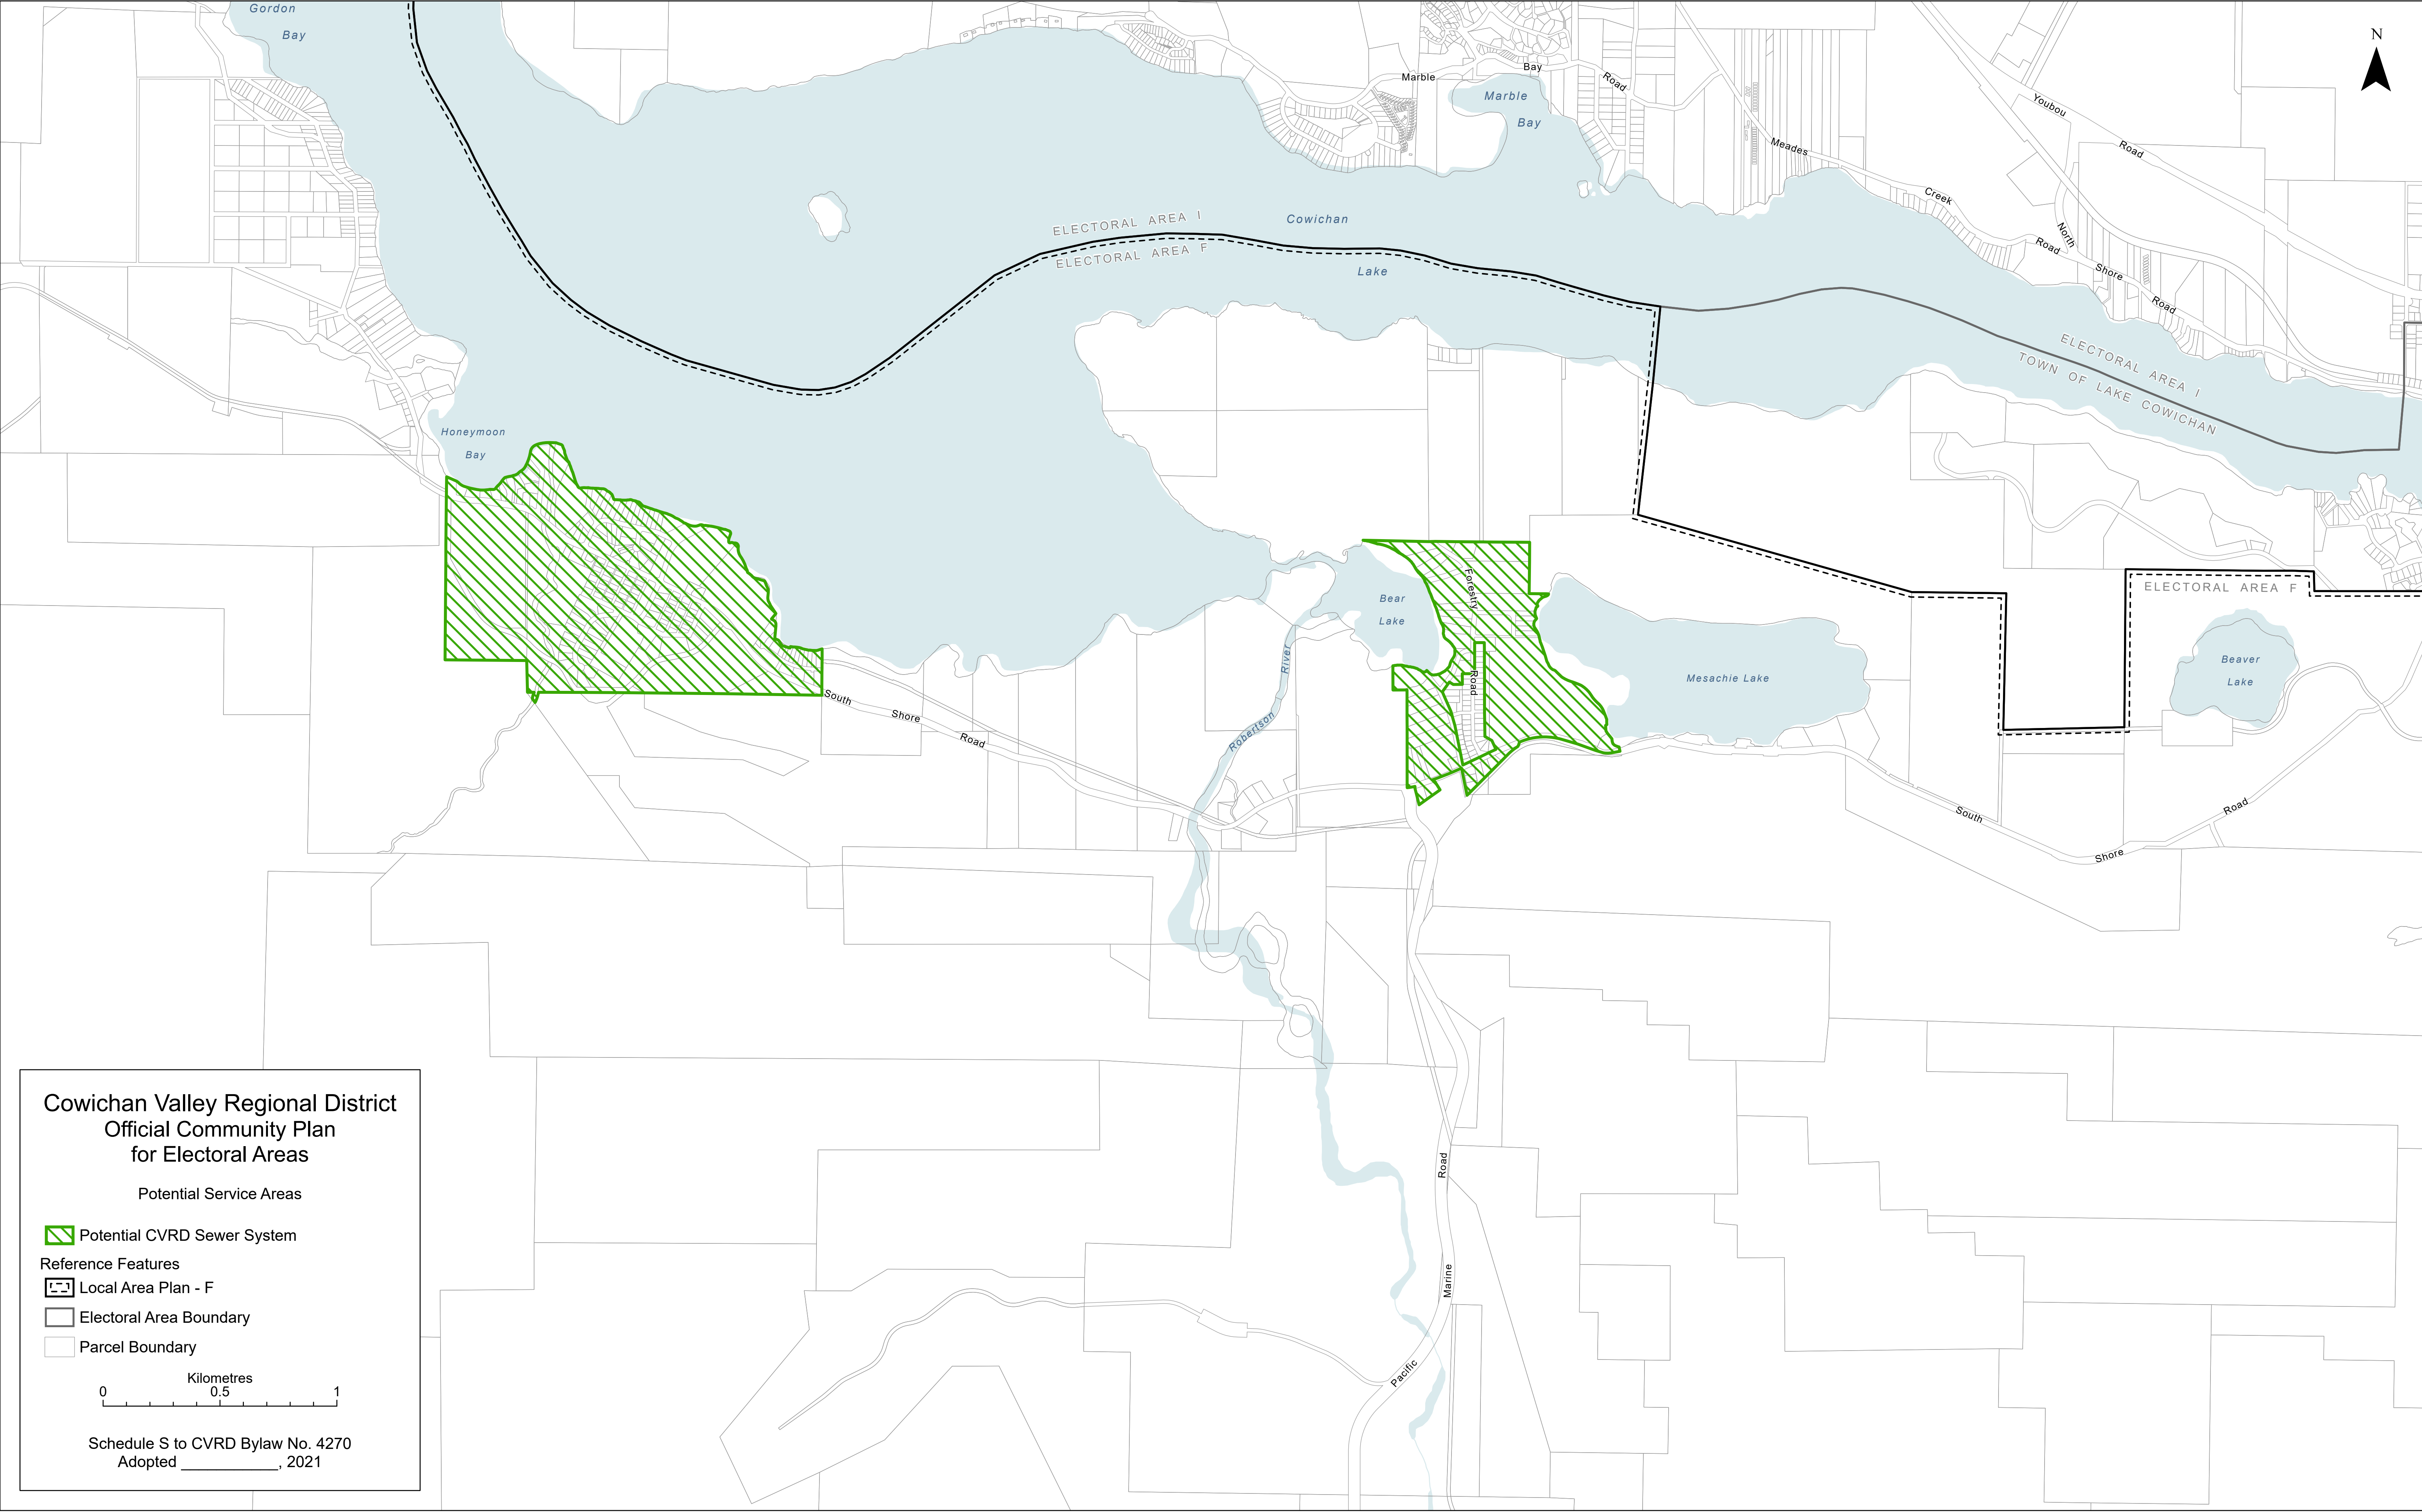 Gordon
Bay
N
Marble
Bay
Road
Marble
Bay
Youbou
Road
Meades
Creek
Road
North
Shore
Road
ELECTORAL AREA I
Cowichan
ELECTORAL AREA F
Lake
ELECTORAL AREA I
TOWN OF LAKE COWICHAN
Honeymoon
Bay
Forestry
Road
Bear
Lake
ELECTORAL AREA F
Beaver
Lake
Mesachie Lake
River
Robertson
South
Shore
Road
South
Shore
Road
Road
Marine
Pacific
Cowichan Valley Regional District
Official Community Plan
for Electoral Areas
Potential Service Areas
Potential CVRD Sewer System
Reference Features
Local Area Plan - F
Electoral Area Boundary
Parcel Boundary
Kilometres
0 0.5 1
Schedule S to CVRD Bylaw No. 4270
Adopted ___________, 2021